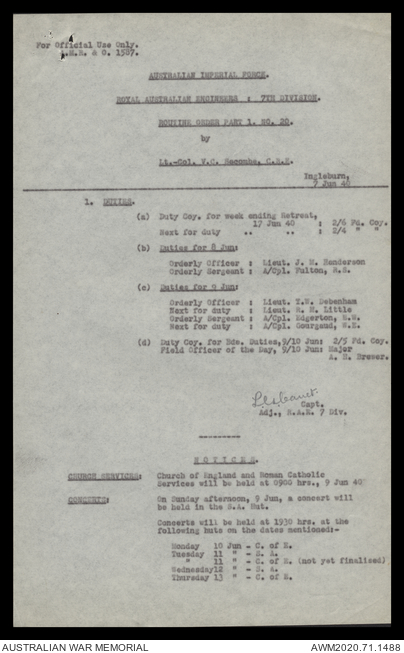 For Official Use Only.
A.M.R. & O. 1587.
AUSTRALIAN IMPERIAL FORCE.
ROYAL AUSTRALIAN ENGINEERS : 7TH DIVISION.
ROUTINE ORDER PART 1. NO. 20.
by
Lt.-Col. V.C. Secombe, C.B.E.
Ingleburn,
7 Jun 40
1. DUTIES.
(a) Duty Coy. for week ending Retreat,
17 Jun 40 : 2/6 Fd. Coy.
Next for duty .. .. : 2/4 " "
(b) Duties for 8 Jun:
Orderly Officer : Lieut. J. M. Henderson
Orderly Sergeant : A/Cpl. Fulton, R.S.
(c) Duties for 9 Jun:
Orderly Officer : Lieut. T.W. Debenham
Next for duty : Lieut. R. M. Little
Orderly Sergeant : A/Cpl. Edgerton, E.W.
Next for duty : A/Cpl. Gourgaud, W.E.
(d) Duty Coy. for Bde. Duties, 9/10 Jun: 2/5 Fd. Coy.
Field Officer of the Day, 9/10 Jun: Major
A. H. Brewer.
Capt.
Adj., R.A.E. 7 Div.
NOTICES.
CHURCH SERVICES: Church of England and Roman Catholic
Services will be held at 0900 hrs., 9 Jun 40
CONCERTS: On Sunday afternoon, 9 Jun, a concert will
be held in the S.A. Hut.
Concerts will be held at 1930 hrs. at the
following huts on the dates mentioned:-
Monday 10 Jun - C. of E.
Tuesday 11 " - S. A.
" 11 " - C. of E. (not yet finalised)
Wednesday12 " - S. A.
Thursday 13 " - C. of E.
AUSTRALIAN WAR MEMORIAL
AWM2020.71.1488